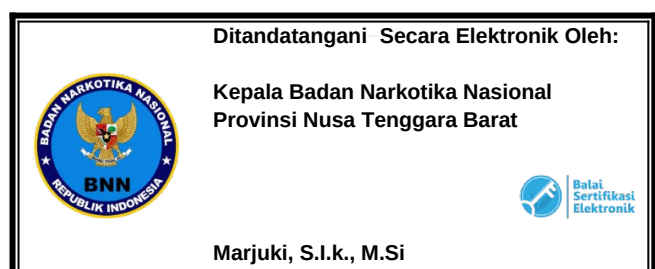 Ditandatangani Secara Elektronik Oleh:
Kepala Badan Narkotika Nasional
Provinsi Nusa Tenggara Barat
BADAN NARKOTIKA NASIONAL
BNN
REPUBLIK INDONESIA
Balai
Sertifikasi
Elektronik
Marjuki, S.I.k., M.Si